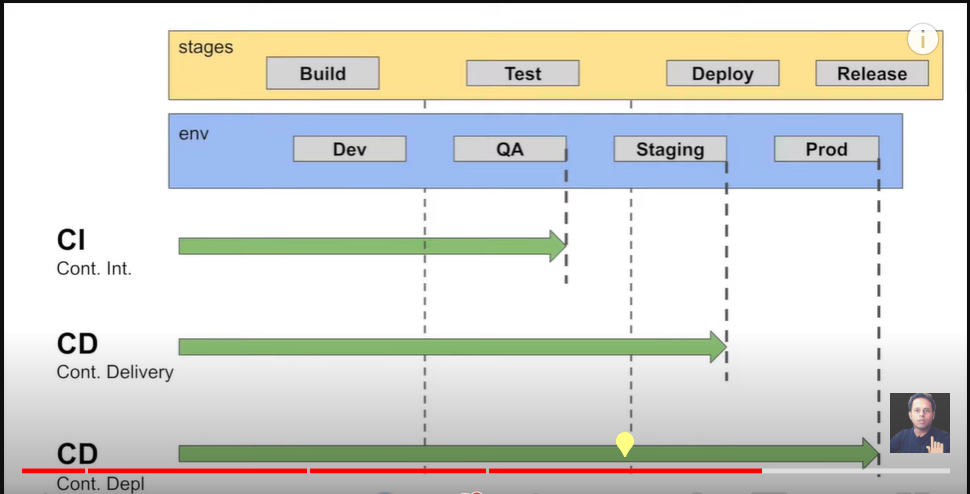 stages
Build Test Deploy Release
env
Dev QA Staging Prod
CI
Cont. Int.
CD
Cont. Delivery
CD
Cont. Depl
i